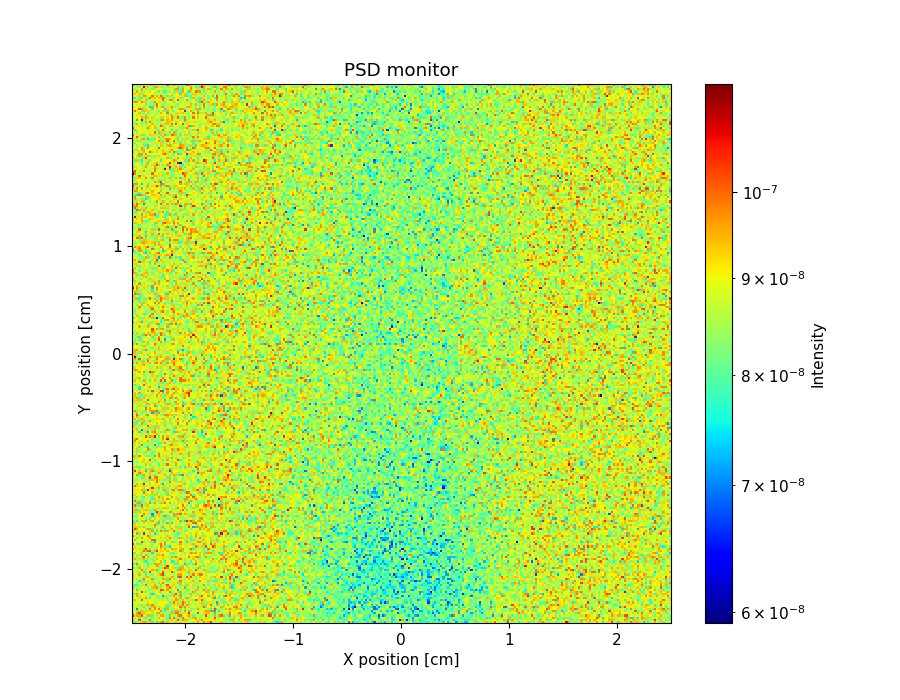 PSD monitor
2
1
0
−1
−2
Y position [cm]
−2
−1
0
1
2
X position [cm]
10⁻⁷
9 × 10⁻⁸
8 × 10⁻⁸
7 × 10⁻⁸
6 × 10⁻⁸
Intensity